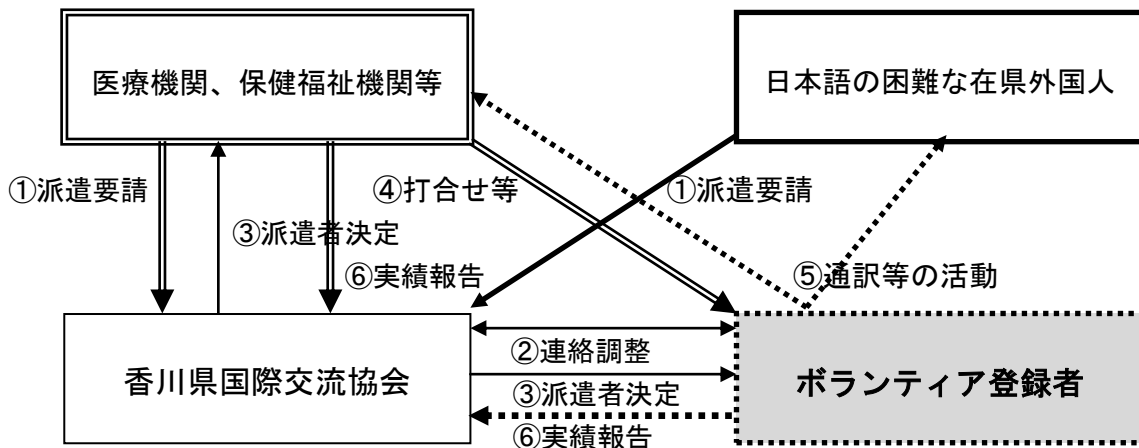 医療機関、保健福祉機関等
日本語の困難な在県外国人
①派遣要請
④打合せ等
①派遣要請
③派遣者決定
⑥実績報告
⑤通訳等の活動
香川県国際交流協会
②連絡調整
ボランティア登録者
③派遣者決定
⑥実績報告